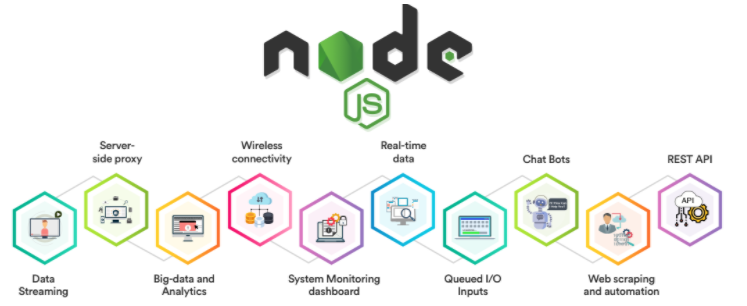 node
JS
Server-
side proxy
Wireless
connectivity
Real-time
data
Chat Bots
REST API
API
Data
Streaming
Big-data and
Analytics
System Monitoring
dashboard
Queued I/O
Inputs
Web scraping
and automation